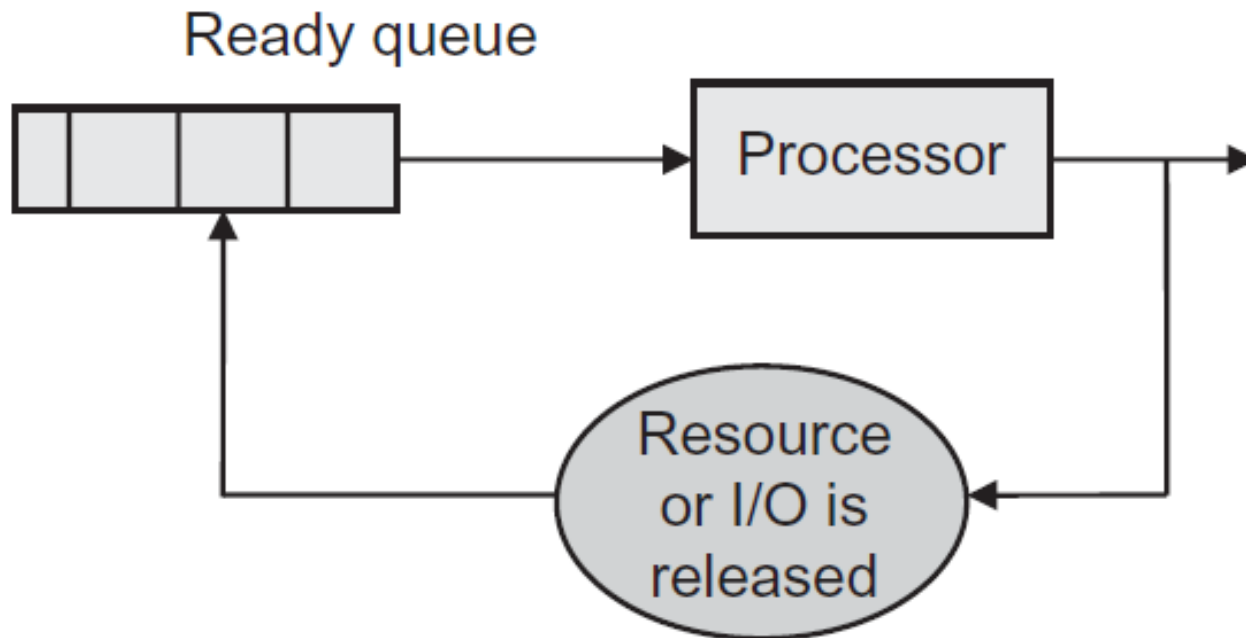 Ready queue
Processor
Resource
or I/O is
released